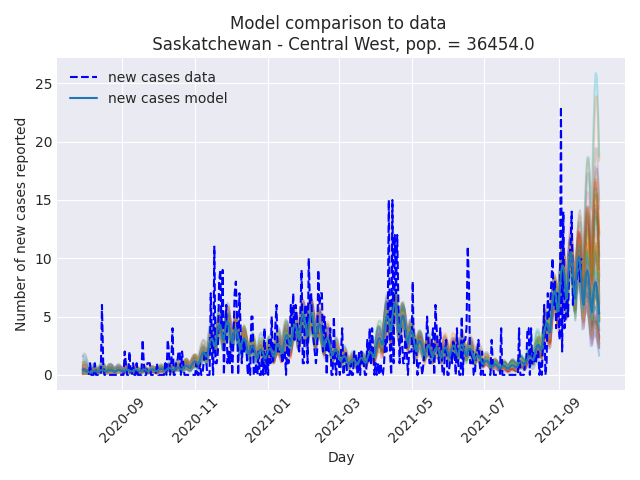 Model comparison to data
Saskatchewan - Central West, pop. = 36454.0
new cases data
new cases model
Number of new cases reported
25
20
15
10
5
0
2020-09
2020-11
2021-01
2021-03
2021-05
2021-07
2021-09
Day